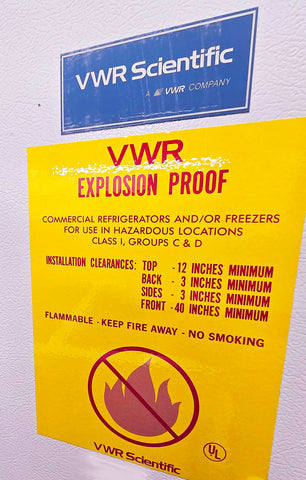 VWR Scientific
A VWR COMPANY
VWR
EXPLOSION PROOF
COMMERCIAL REFRIGERATORS AND/OR FREEZERS
FOR USE IN HAZARDOUS LOCATIONS
CLASS I, GROUPS C & D
INSTALLATION CLEARANCES: TOP - 12 INCHES MINIMUM
BACK - 3 INCHES MINIMUM
SIDES - 3 INCHES MINIMUM
FRONT - 40 INCHES MINIMUM
FLAMMABLE - KEEP FIRE AWAY - NO SMOKING
VWR Scientific
UL